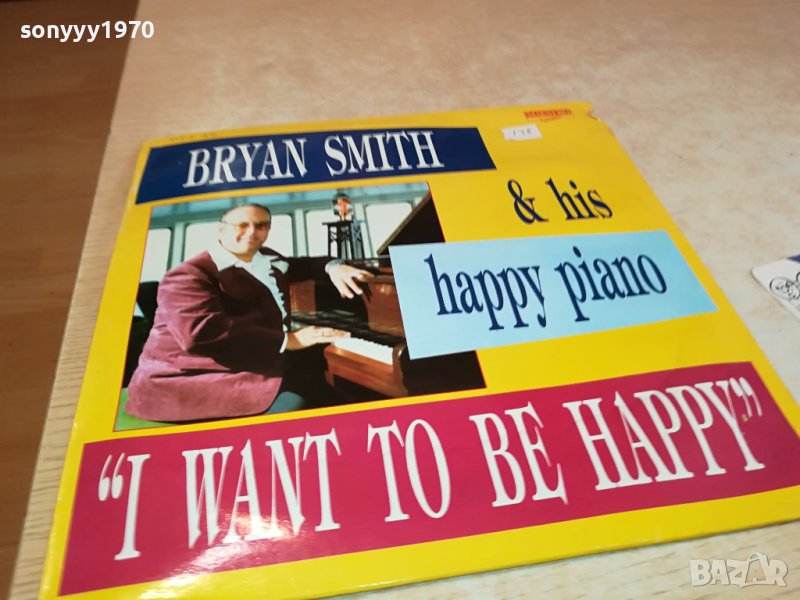 sonyyy1970
BRYAN SMITH
& his
happy piano
"I WANT TO BE HAPPY"
BAZAR